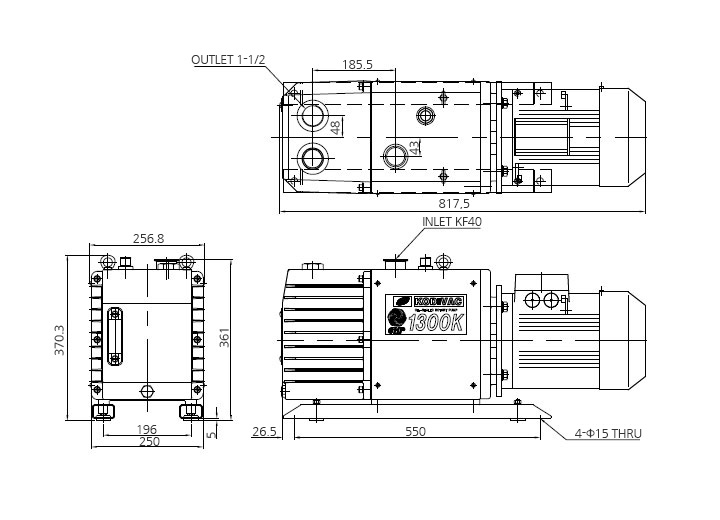 OUTLET 1-1/2
185.5
48
43
817,5
INLET KF40
256.8
370.3
361
KODIVAC
1300K
26.5
550
4-Φ15 THRU
196
5
250